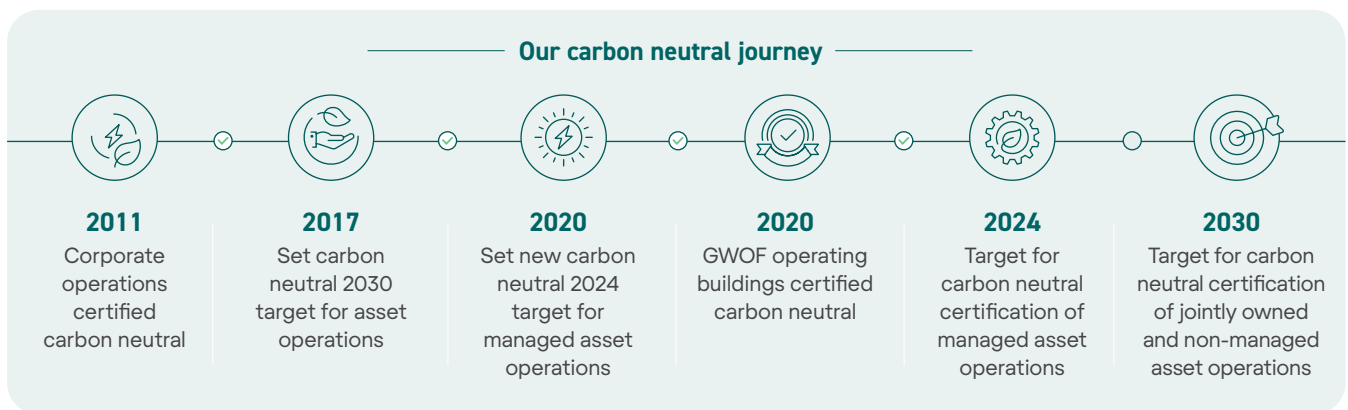 Our carbon neutral journey
2011
Corporate
operations
certified
carbon neutral
2017
Set carbon
neutral 2030
target for asset
operations
2020
Set new carbon
neutral 2024
target for
managed asset
operations
2020
GWOF operating
buildings certified
carbon neutral
2024
Target for
carbon neutral
certification of
managed asset
operations
2030
Target for carbon
neutral certification
of jointly owned
and non-managed
asset operations